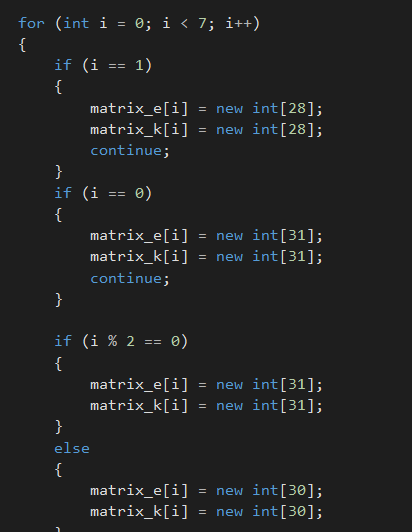 for (int i = 0; i < 7; i++)
{
    if (i == 1)
    {
        matrix_e[i] = new int[28];
        matrix_k[i] = new int[28];
        continue;
    }
    if (i == 0)
    {
        matrix_e[i] = new int[31];
        matrix_k[i] = new int[31];
        continue;
    }

    if (i % 2 == 0)
    {
        matrix_e[i] = new int[31];
        matrix_k[i] = new int[31];
    }
    else
    {
        matrix_e[i] = new int[30];
        matrix_k[i] = new int[30];
    }